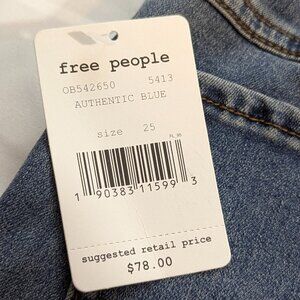 free people
OB542650 5413
AUTHENTIC BLUE
size 25
1 90383 11599 3
suggested retail price
$78.00